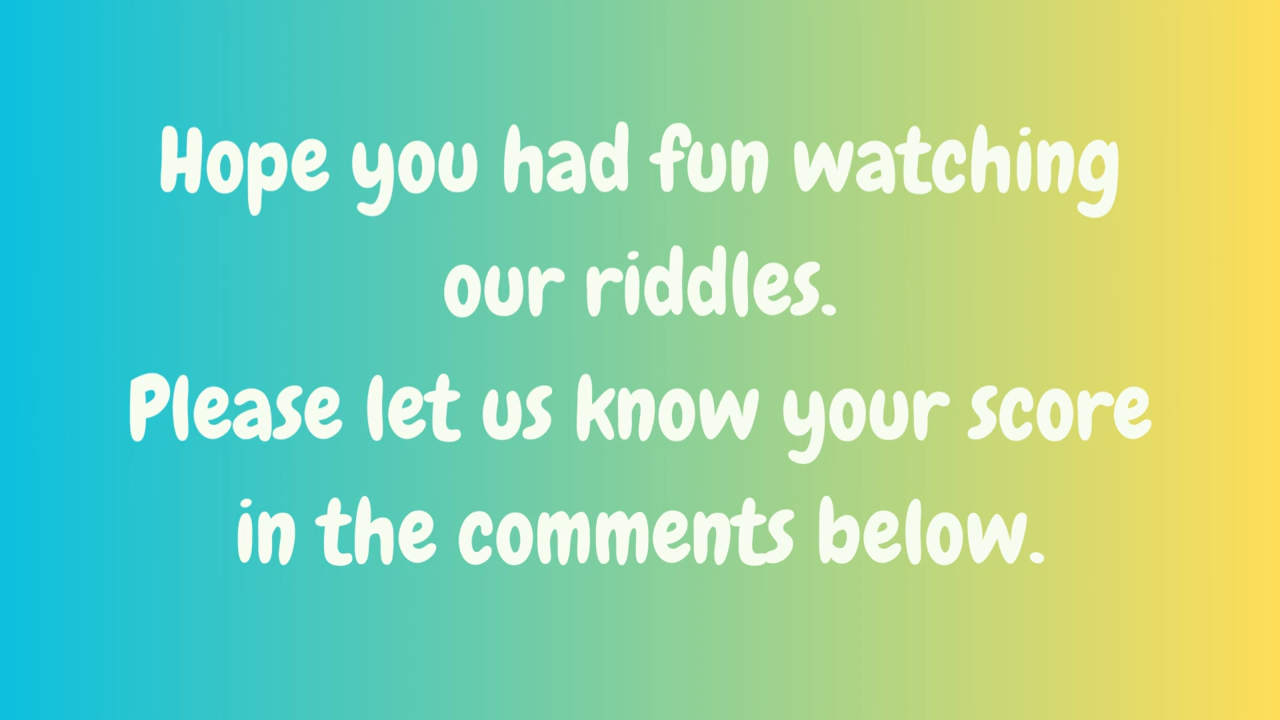 Hope you had fun watching
our riddles.
Please let us know your score
in the comments below.